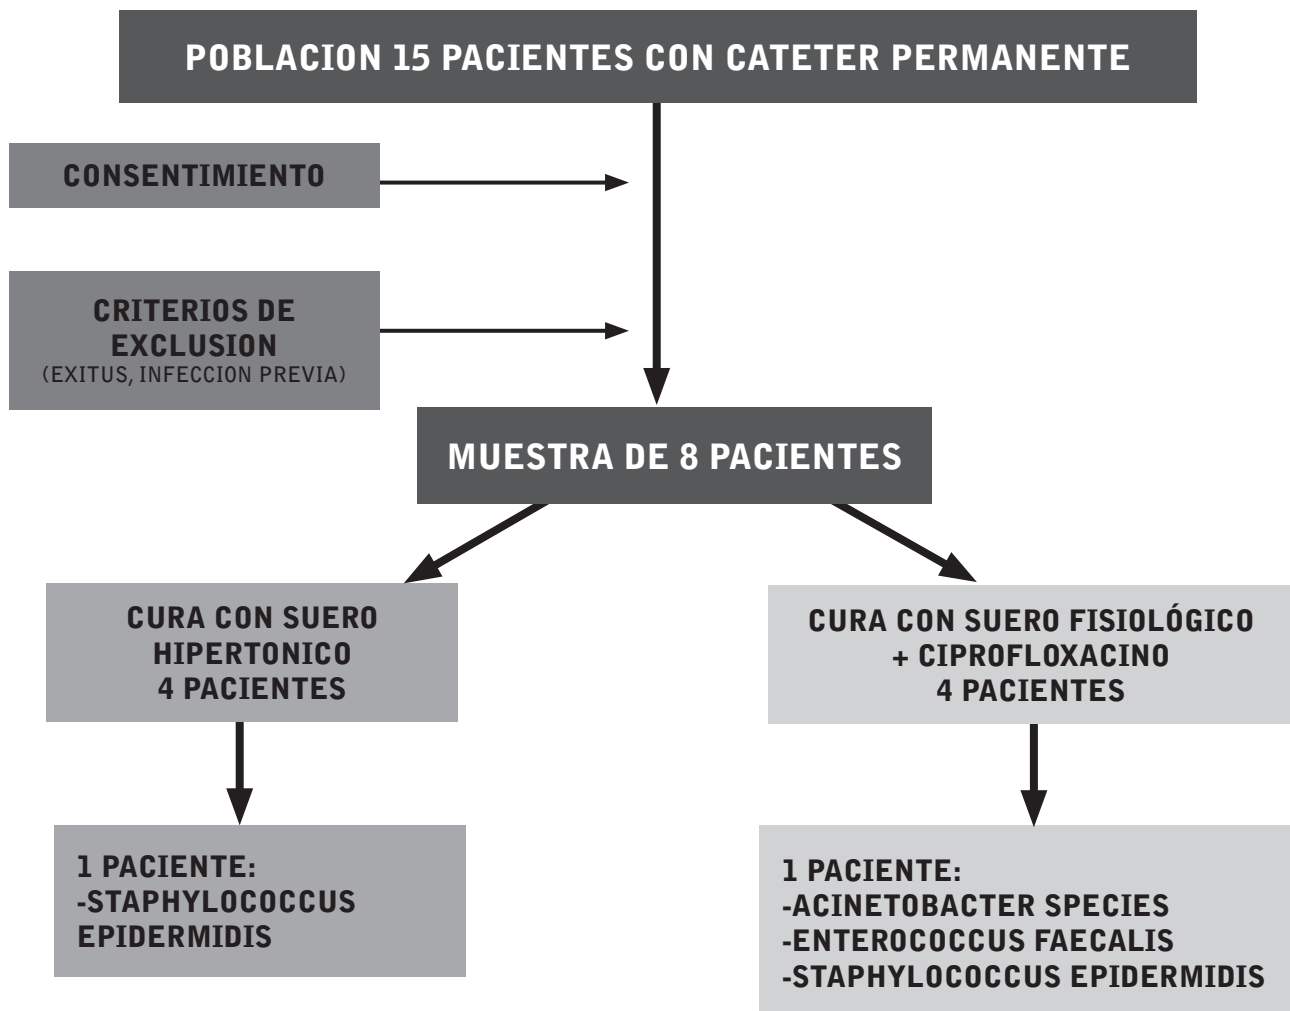 POBLACION 15 PACIENTES CON CATETER PERMANENTE
CONSENTIMIENTO
CRITERIOS DE
EXCLUSION
(EXITUS, INFECCION PREVIA)
MUESTRA DE 8 PACIENTES
CURA CON SUERO
HIPERTONICO
4 PACIENTES
CURA CON SUERO FISIOLÓGICO
+ CIPROFLOXACINO
4 PACIENTES
1 PACIENTE:
-STAPHYLOCOCCUS
EPIDERMIDIS
1 PACIENTE:
-ACINETOBACTER SPECIES
-ENTEROCOCCUS FAECALIS
-STAPHYLOCOCCUS EPIDERMIDIS